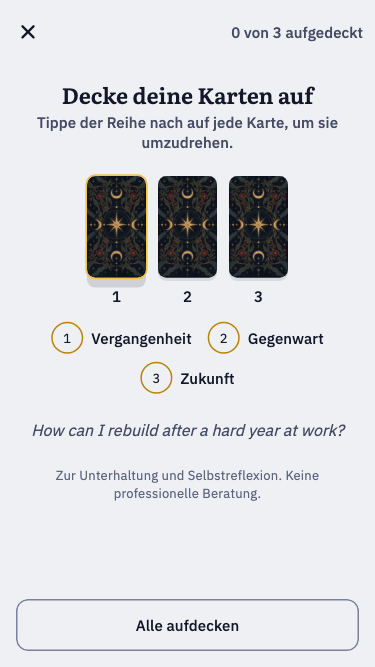 0 von 3 aufgedeckt
Decke deine Karten auf
Tippe der Reihe nach auf jede Karte, um sie
umzudrehen.
1 2 3
1 Vergangenheit 2 Gegenwart
3 Zukunft
How can I rebuild after a hard year at work?
Zur Unterhaltung und Selbstreflexion. Keine
professionelle Beratung.
Alle aufdecken